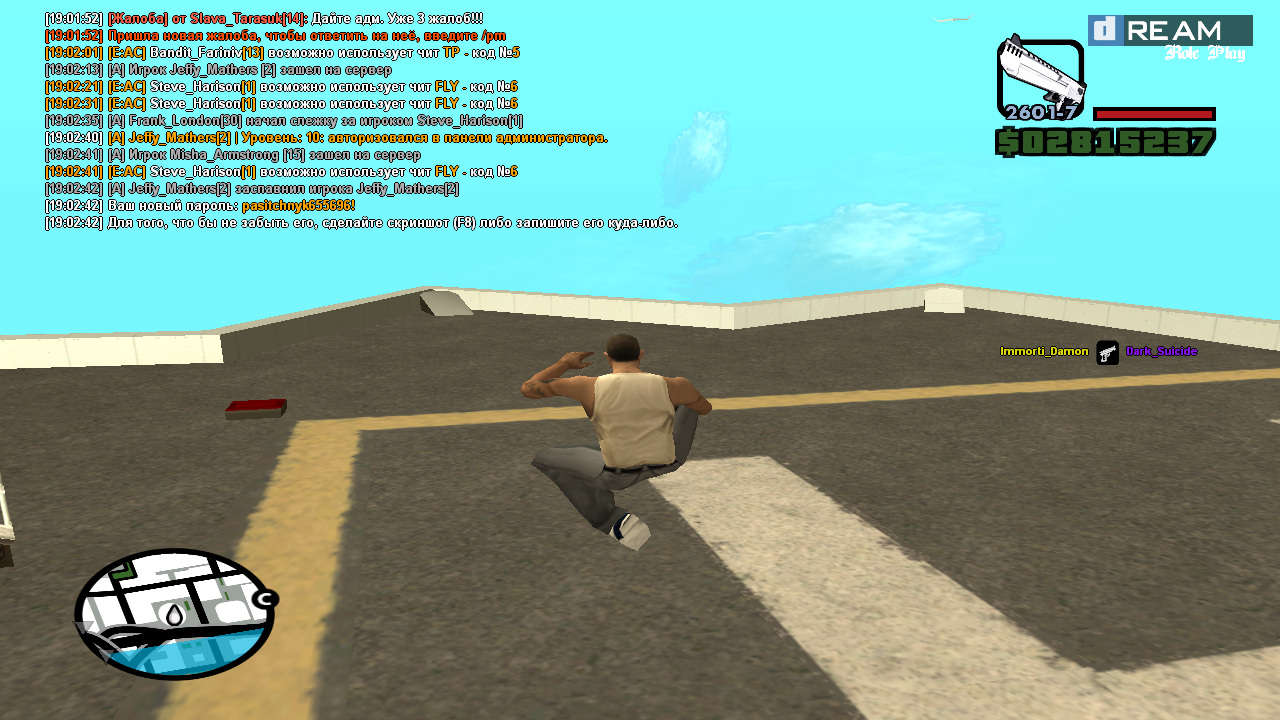 [19:01:52] [Жалоба] от Slava_Tarasuk[14]: Дайте адм. Уже 3 жалоб!!!
[19:01:52] Пришла новая жалоба, чтобы ответить на неё, введите /pm
[19:02:01] [E:AC] Bandit_Farinix[13] возможно использует чит TP - код №5
[19:02:13] [A] Игрок Jeffy_Mathers [2] зашел на сервер
[19:02:21] [E:AC] Steve_Harison[1] возможно использует чит FLY - код №6
[19:02:31] [E:AC] Steve_Harison[1] возможно использует чит FLY - код №6
[19:02:35] [A] Frank_London[30] начал слежку за игроком Steve_Harison[1]
[19:02:40] [A] Jeffy_Mathers[2] | Уровень: 10: авторизовался в панели администратора.
[19:02:41] [A] Игрок Misha_Armstrong [15] зашел на сервер
[19:02:41] [E:AC] Steve_Harison[1] возможно использует чит FLY - код №6
[19:02:42] [A] Jeffy_Mathers[2] заспавнил игрока Jeffy_Mathers[2]
[19:02:42] Ваш новый пароль: pasitchnyk655696!
[19:02:42] Для того, что бы не забыть его, сделайте скриншот (F8) либо запишите его куда-либо.
d REAM
Role Play
2601-7
$02815237
Immorti_Damon Dark_Suicide
C